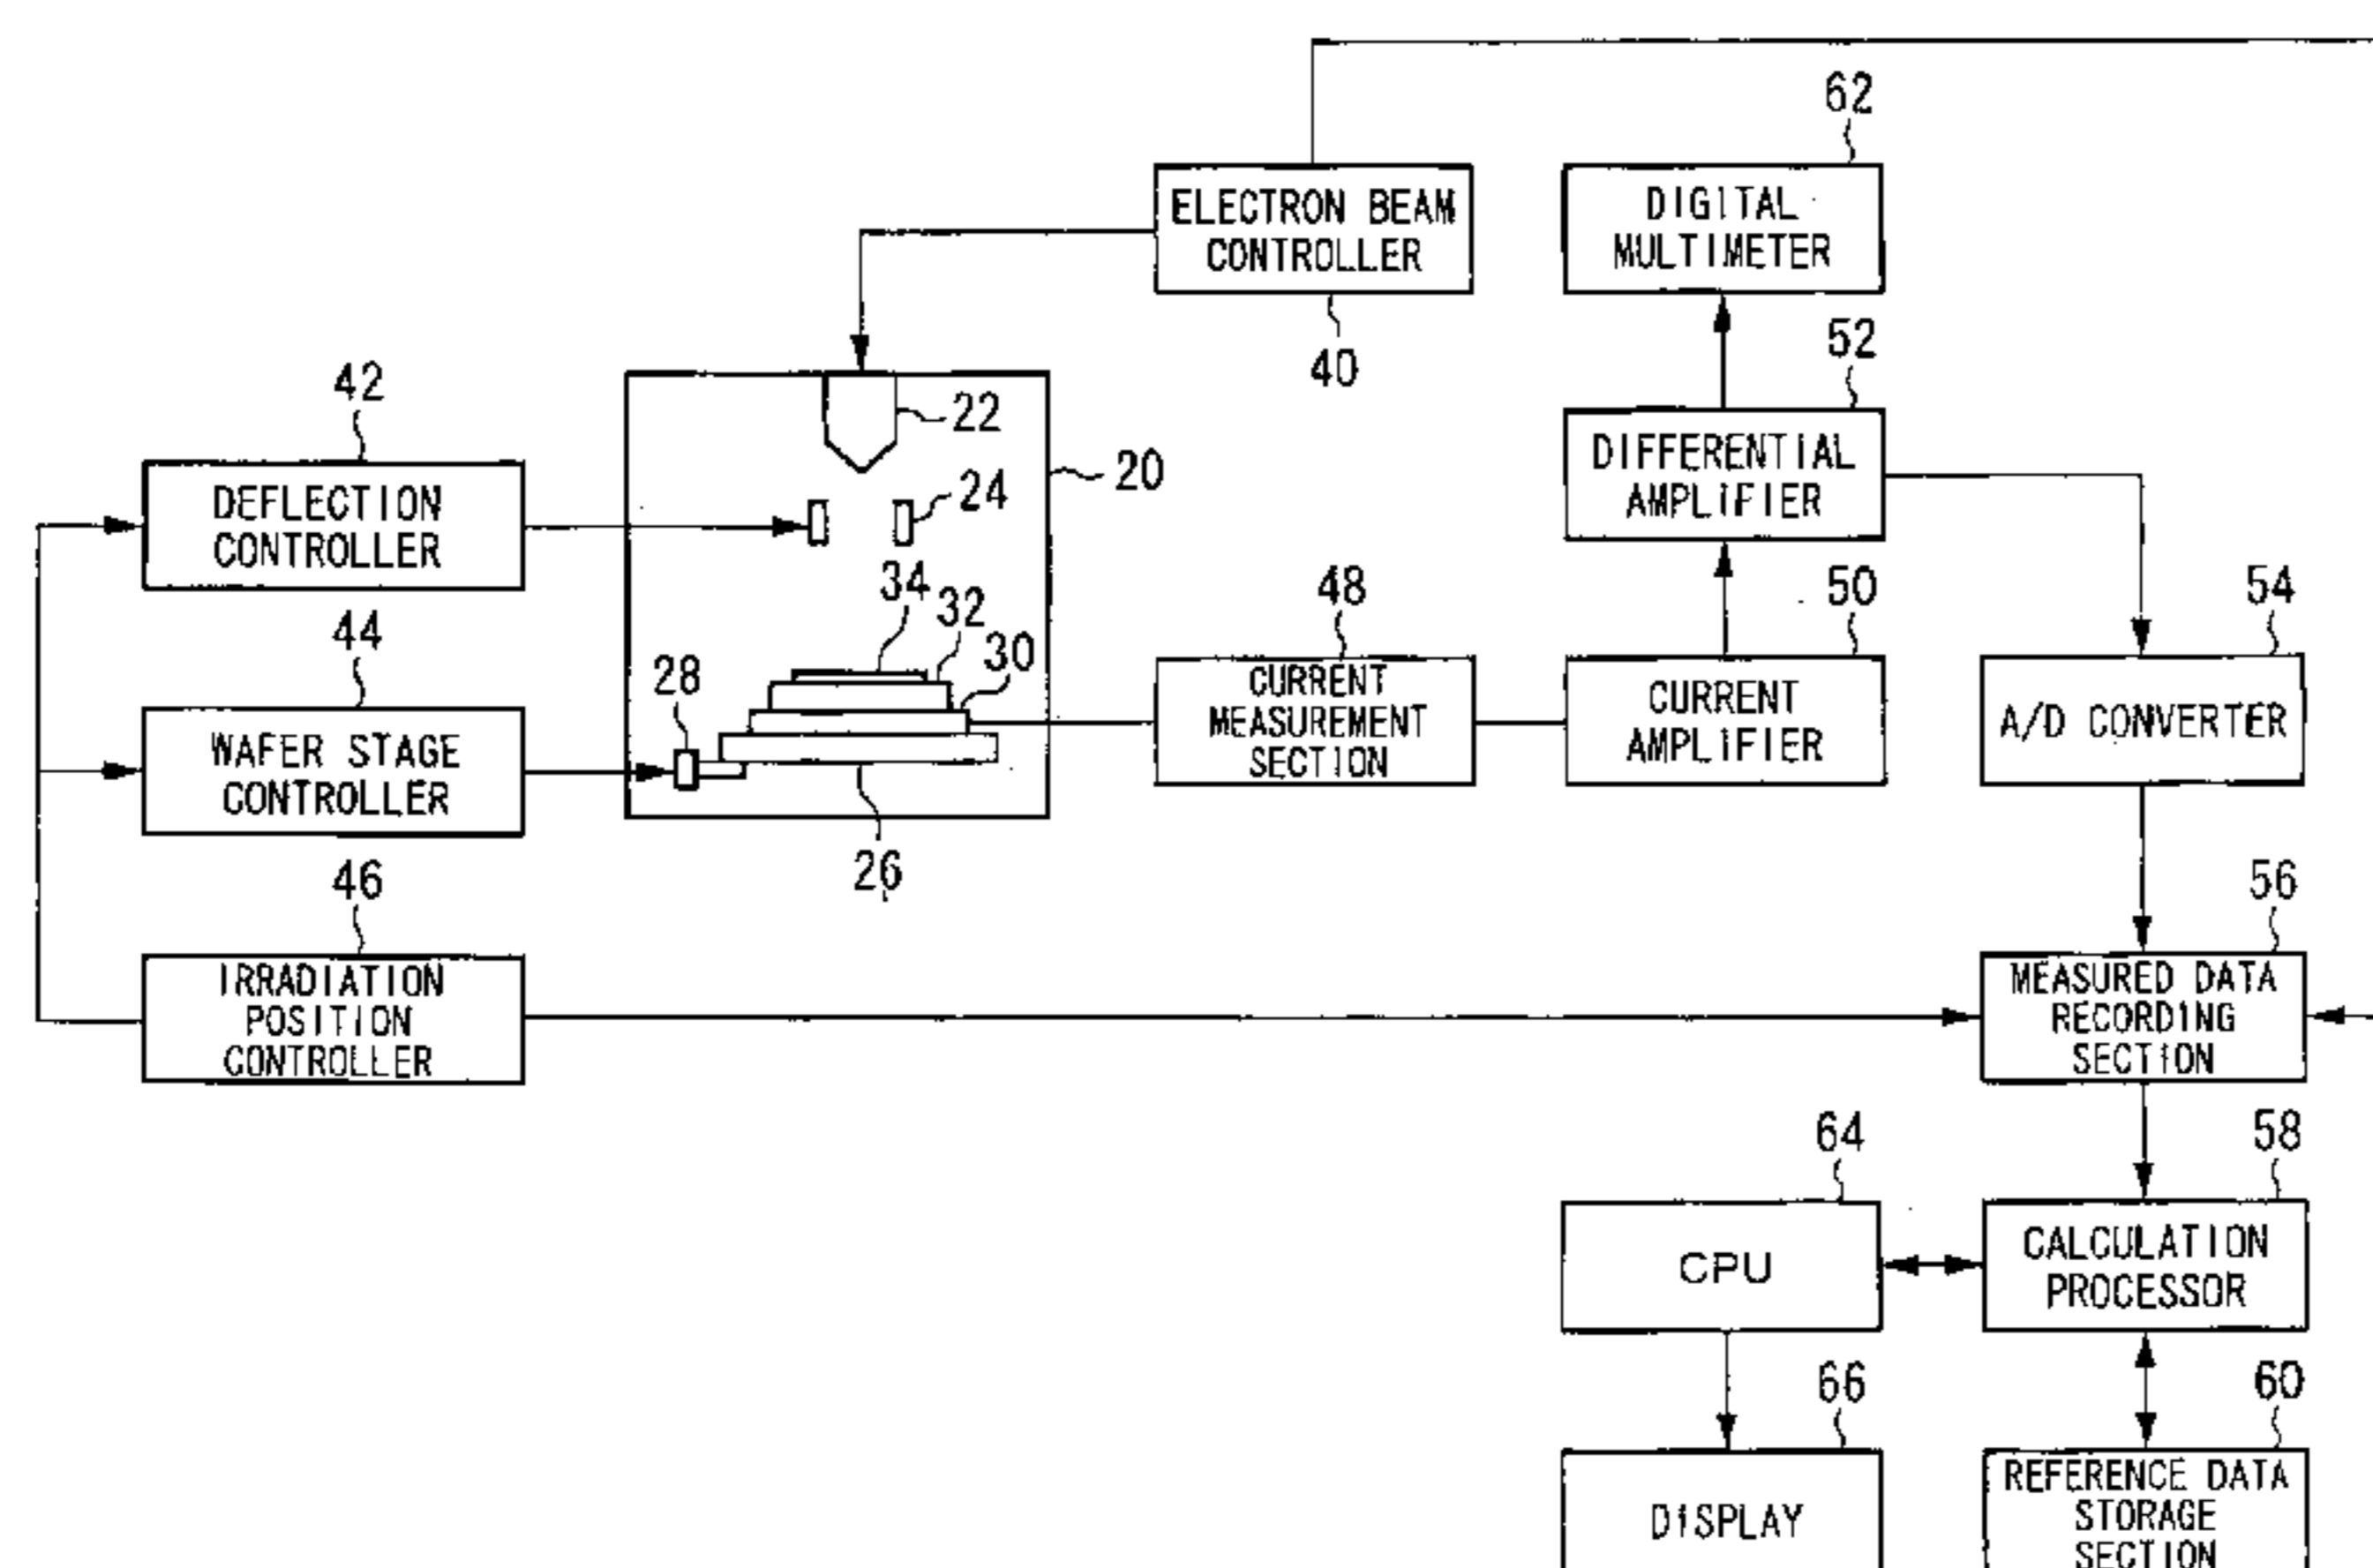 62
ELECTRON BEAM
CONTROLLER
DIGITAL
MULTIMETER
40
52
42
22
DIFFERENTIAL
AMPLIFIER
20
24
DEFLECTION
CONTROLLER
34
32
48
50
54
44
30
28
CURRENT
MEASUREMENT
SECTION
CURRENT
AMPLIFIER
A/D CONVERTER
WAFER STAGE
CONTROLLER
26
46
56
IRRADIATION
POSITION
CONTROLLER
MEASURED DATA
RECORDING
SECTION
64
58
CPU
CALCULATION
PROCESSOR
66
60
DISPLAY
REFERENCE DATA
STORAGE
SECTION